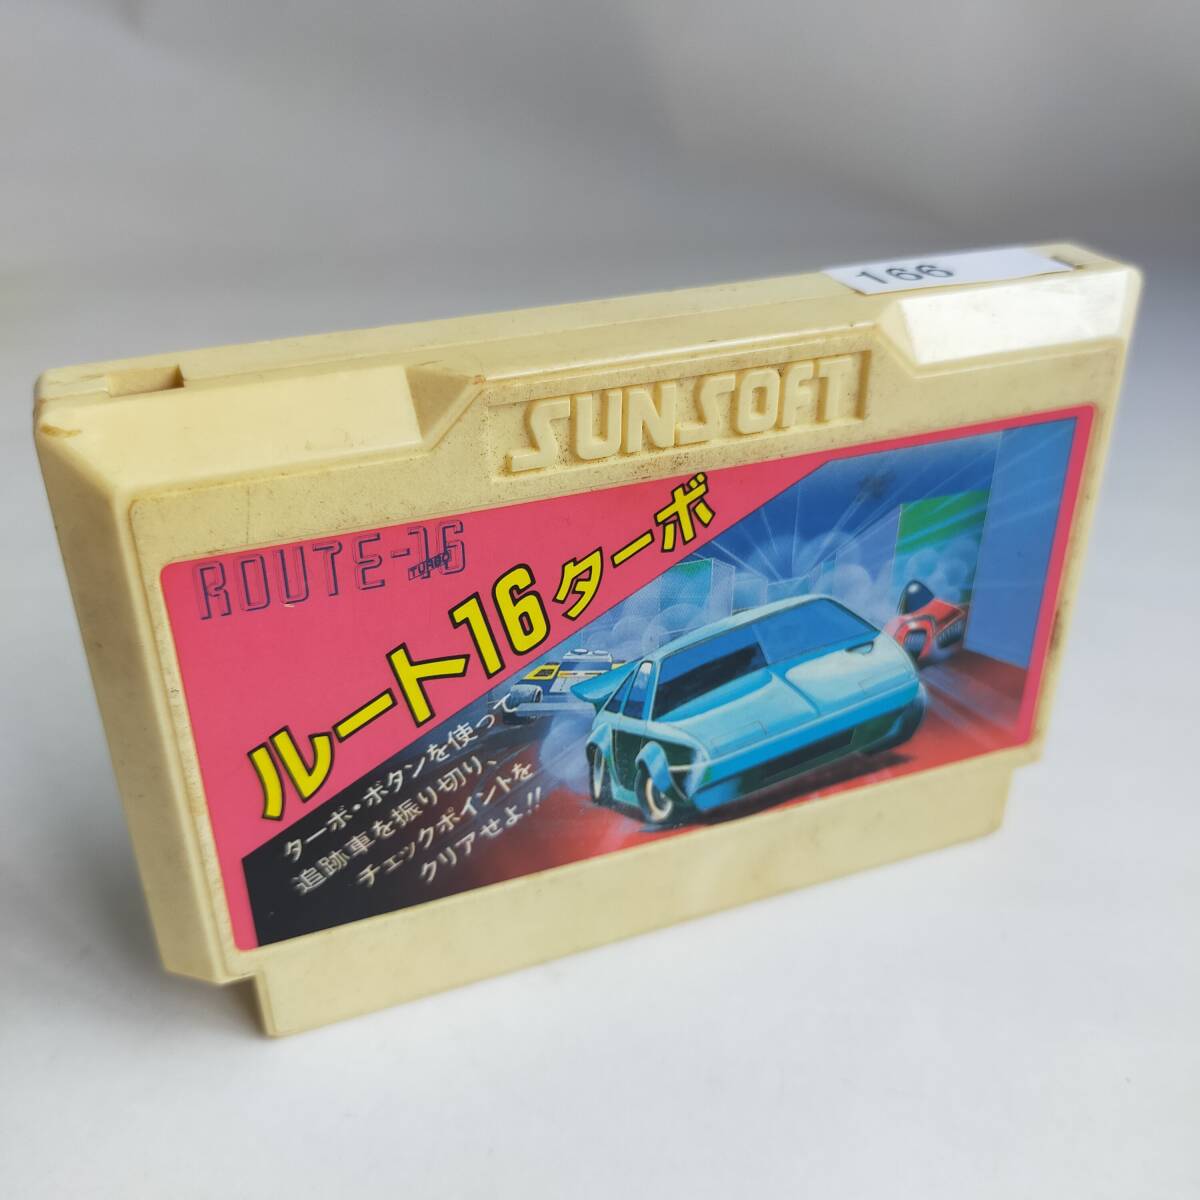 166
SUNSOFT
ROUTE-16
TURBO
ルート16ターボ
ターボ・ボタンを使って
追跡車を振り切り、
チェックポイントを
クリアせよ!!